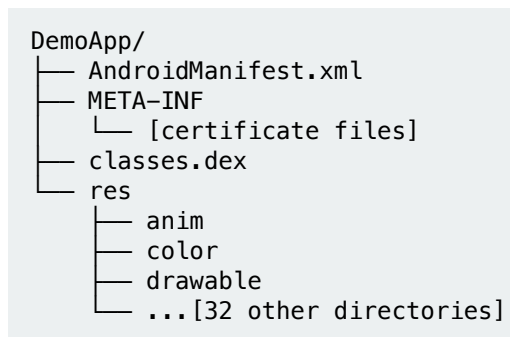 DemoApp/
├── AndroidManifest.xml
├── META-INF
│   └── [certificate files]
├── classes.dex
└── res
    ├── anim
    ├── color
    ├── drawable
    └── ...[32 other directories]